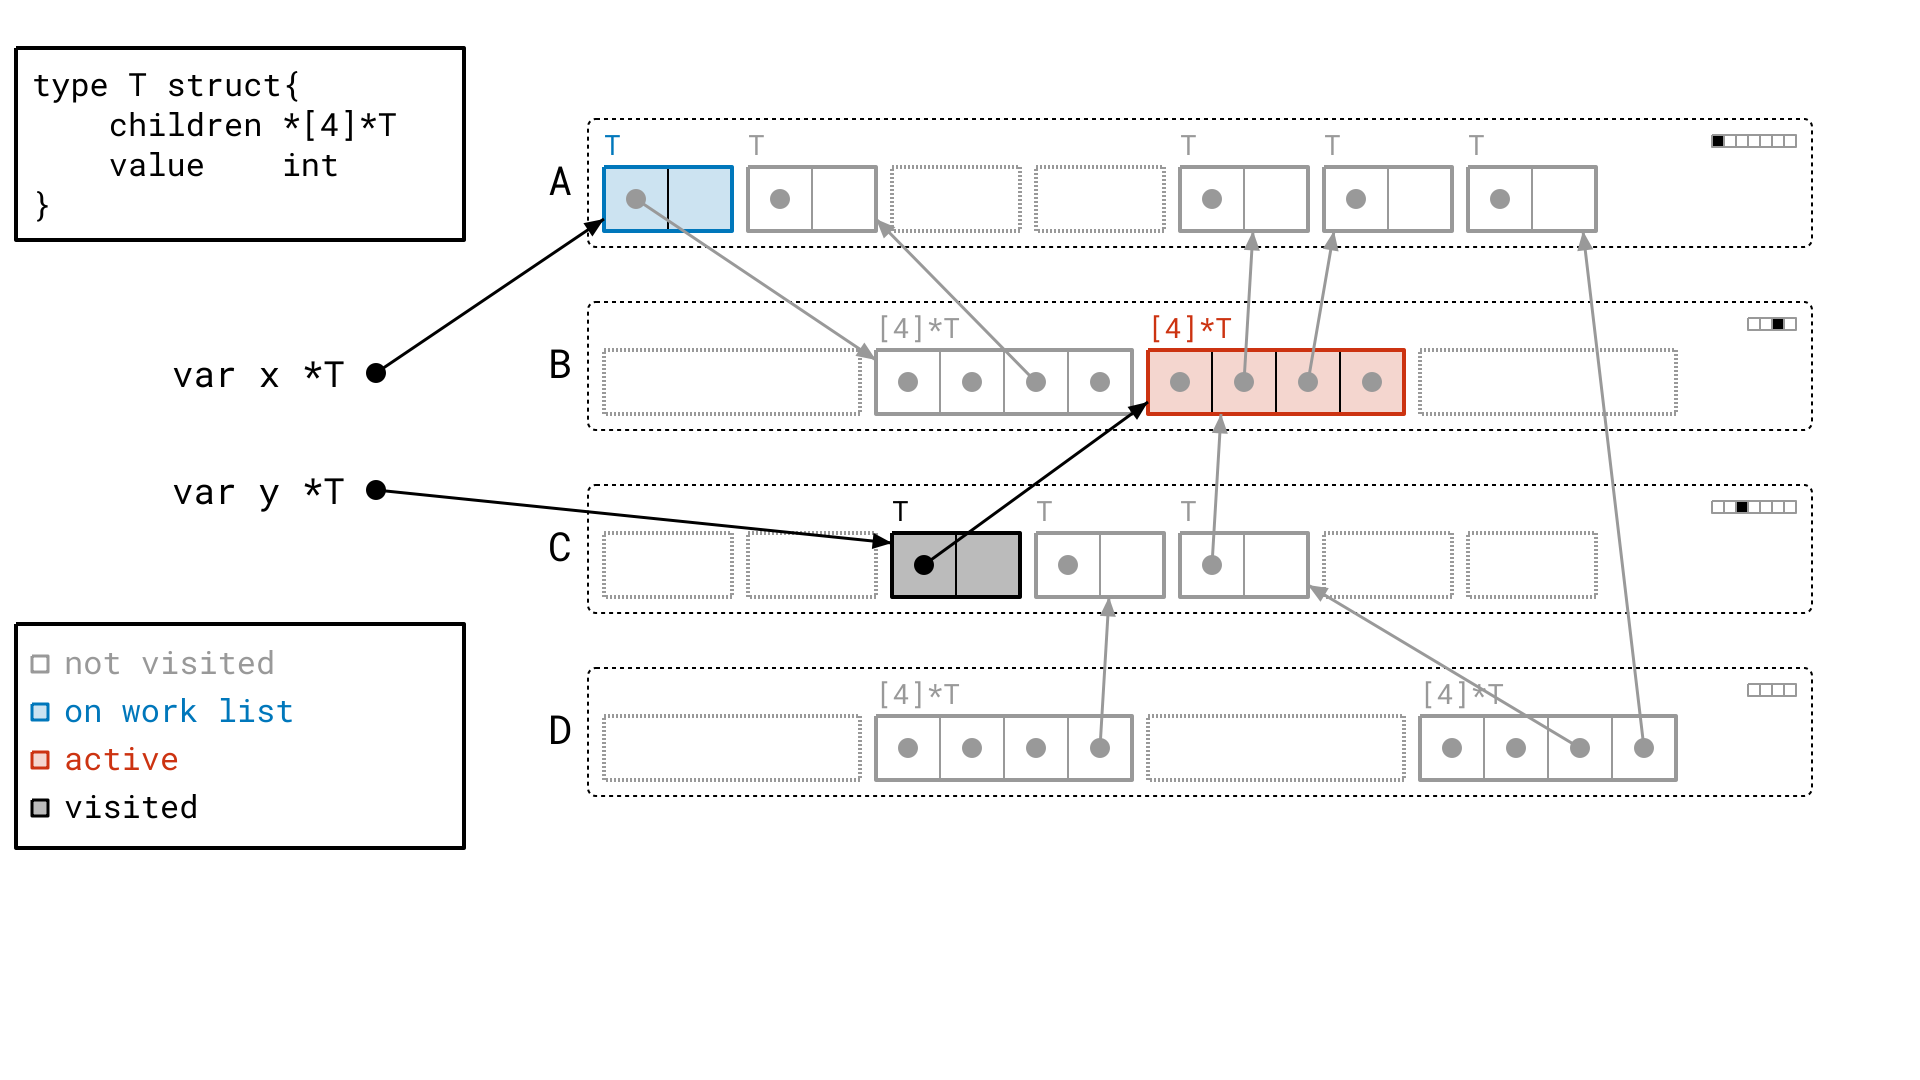 type T struct{
    children *[4]*T
    value    int
}
var x *T
var y *T
not visited
on work list
active
visited
A
T T T T T
B
[4]*T [4]*T
C
T T T
D
[4]*T [4]*T